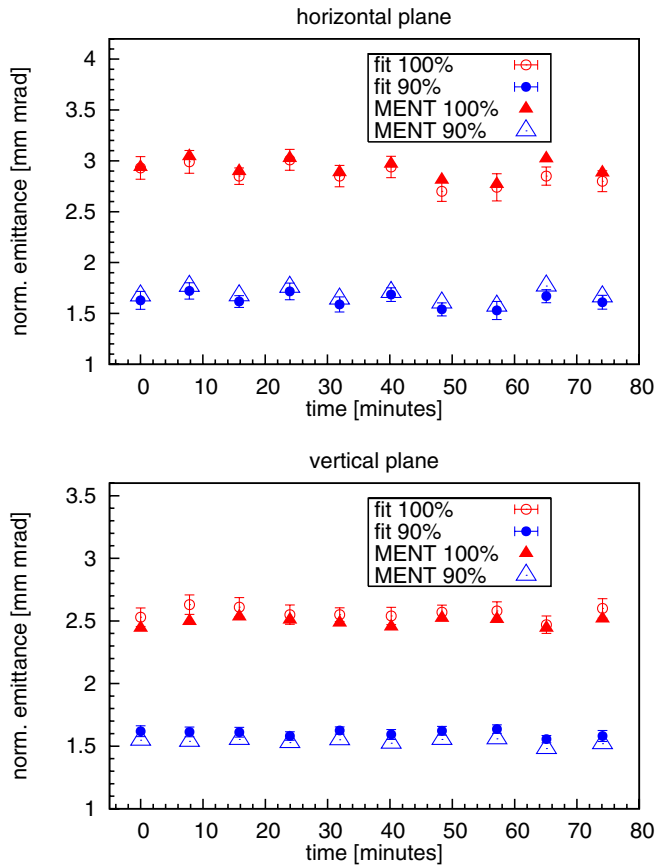 horizontal plane
norm. emittance [mm mrad]
4
3.5
3
2.5
2
1.5
1
fit 100%
fit 90%
MENT 100%
MENT 90%
0 10 20 30 40 50 60 70 80
time [minutes]
vertical plane
norm. emittance [mm mrad]
3.5
3
2.5
2
1.5
1
fit 100%
fit 90%
MENT 100%
MENT 90%
0 10 20 30 40 50 60 70 80
time [minutes]